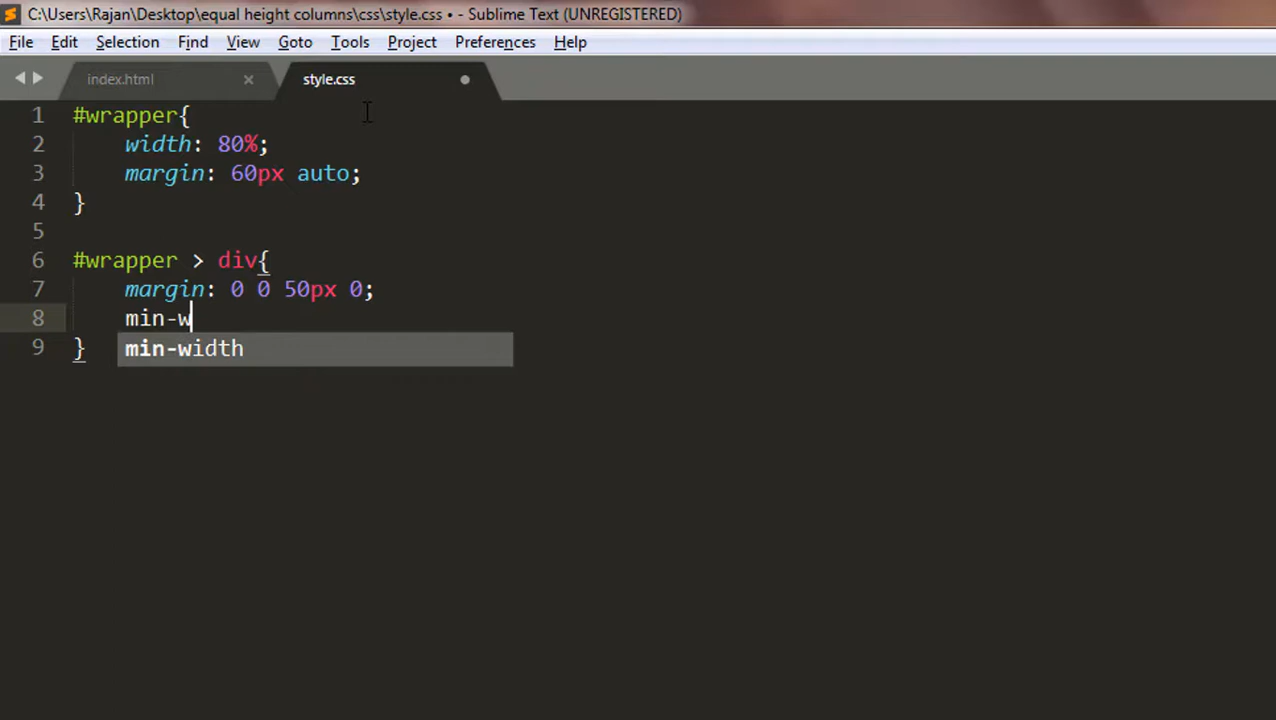 C:\Users\Rajan\Desktop\equal height columns\css\style.css • - Sublime Text (UNREGISTERED)
File Edit Selection Find View Goto Tools Project Preferences Help
index.html × style.css
1 #wrapper{
2 width: 80%;
3 margin: 60px auto;
4 }
5
6 #wrapper > div{
7 margin: 0 0 50px 0;
8 min-w
9 } min-width